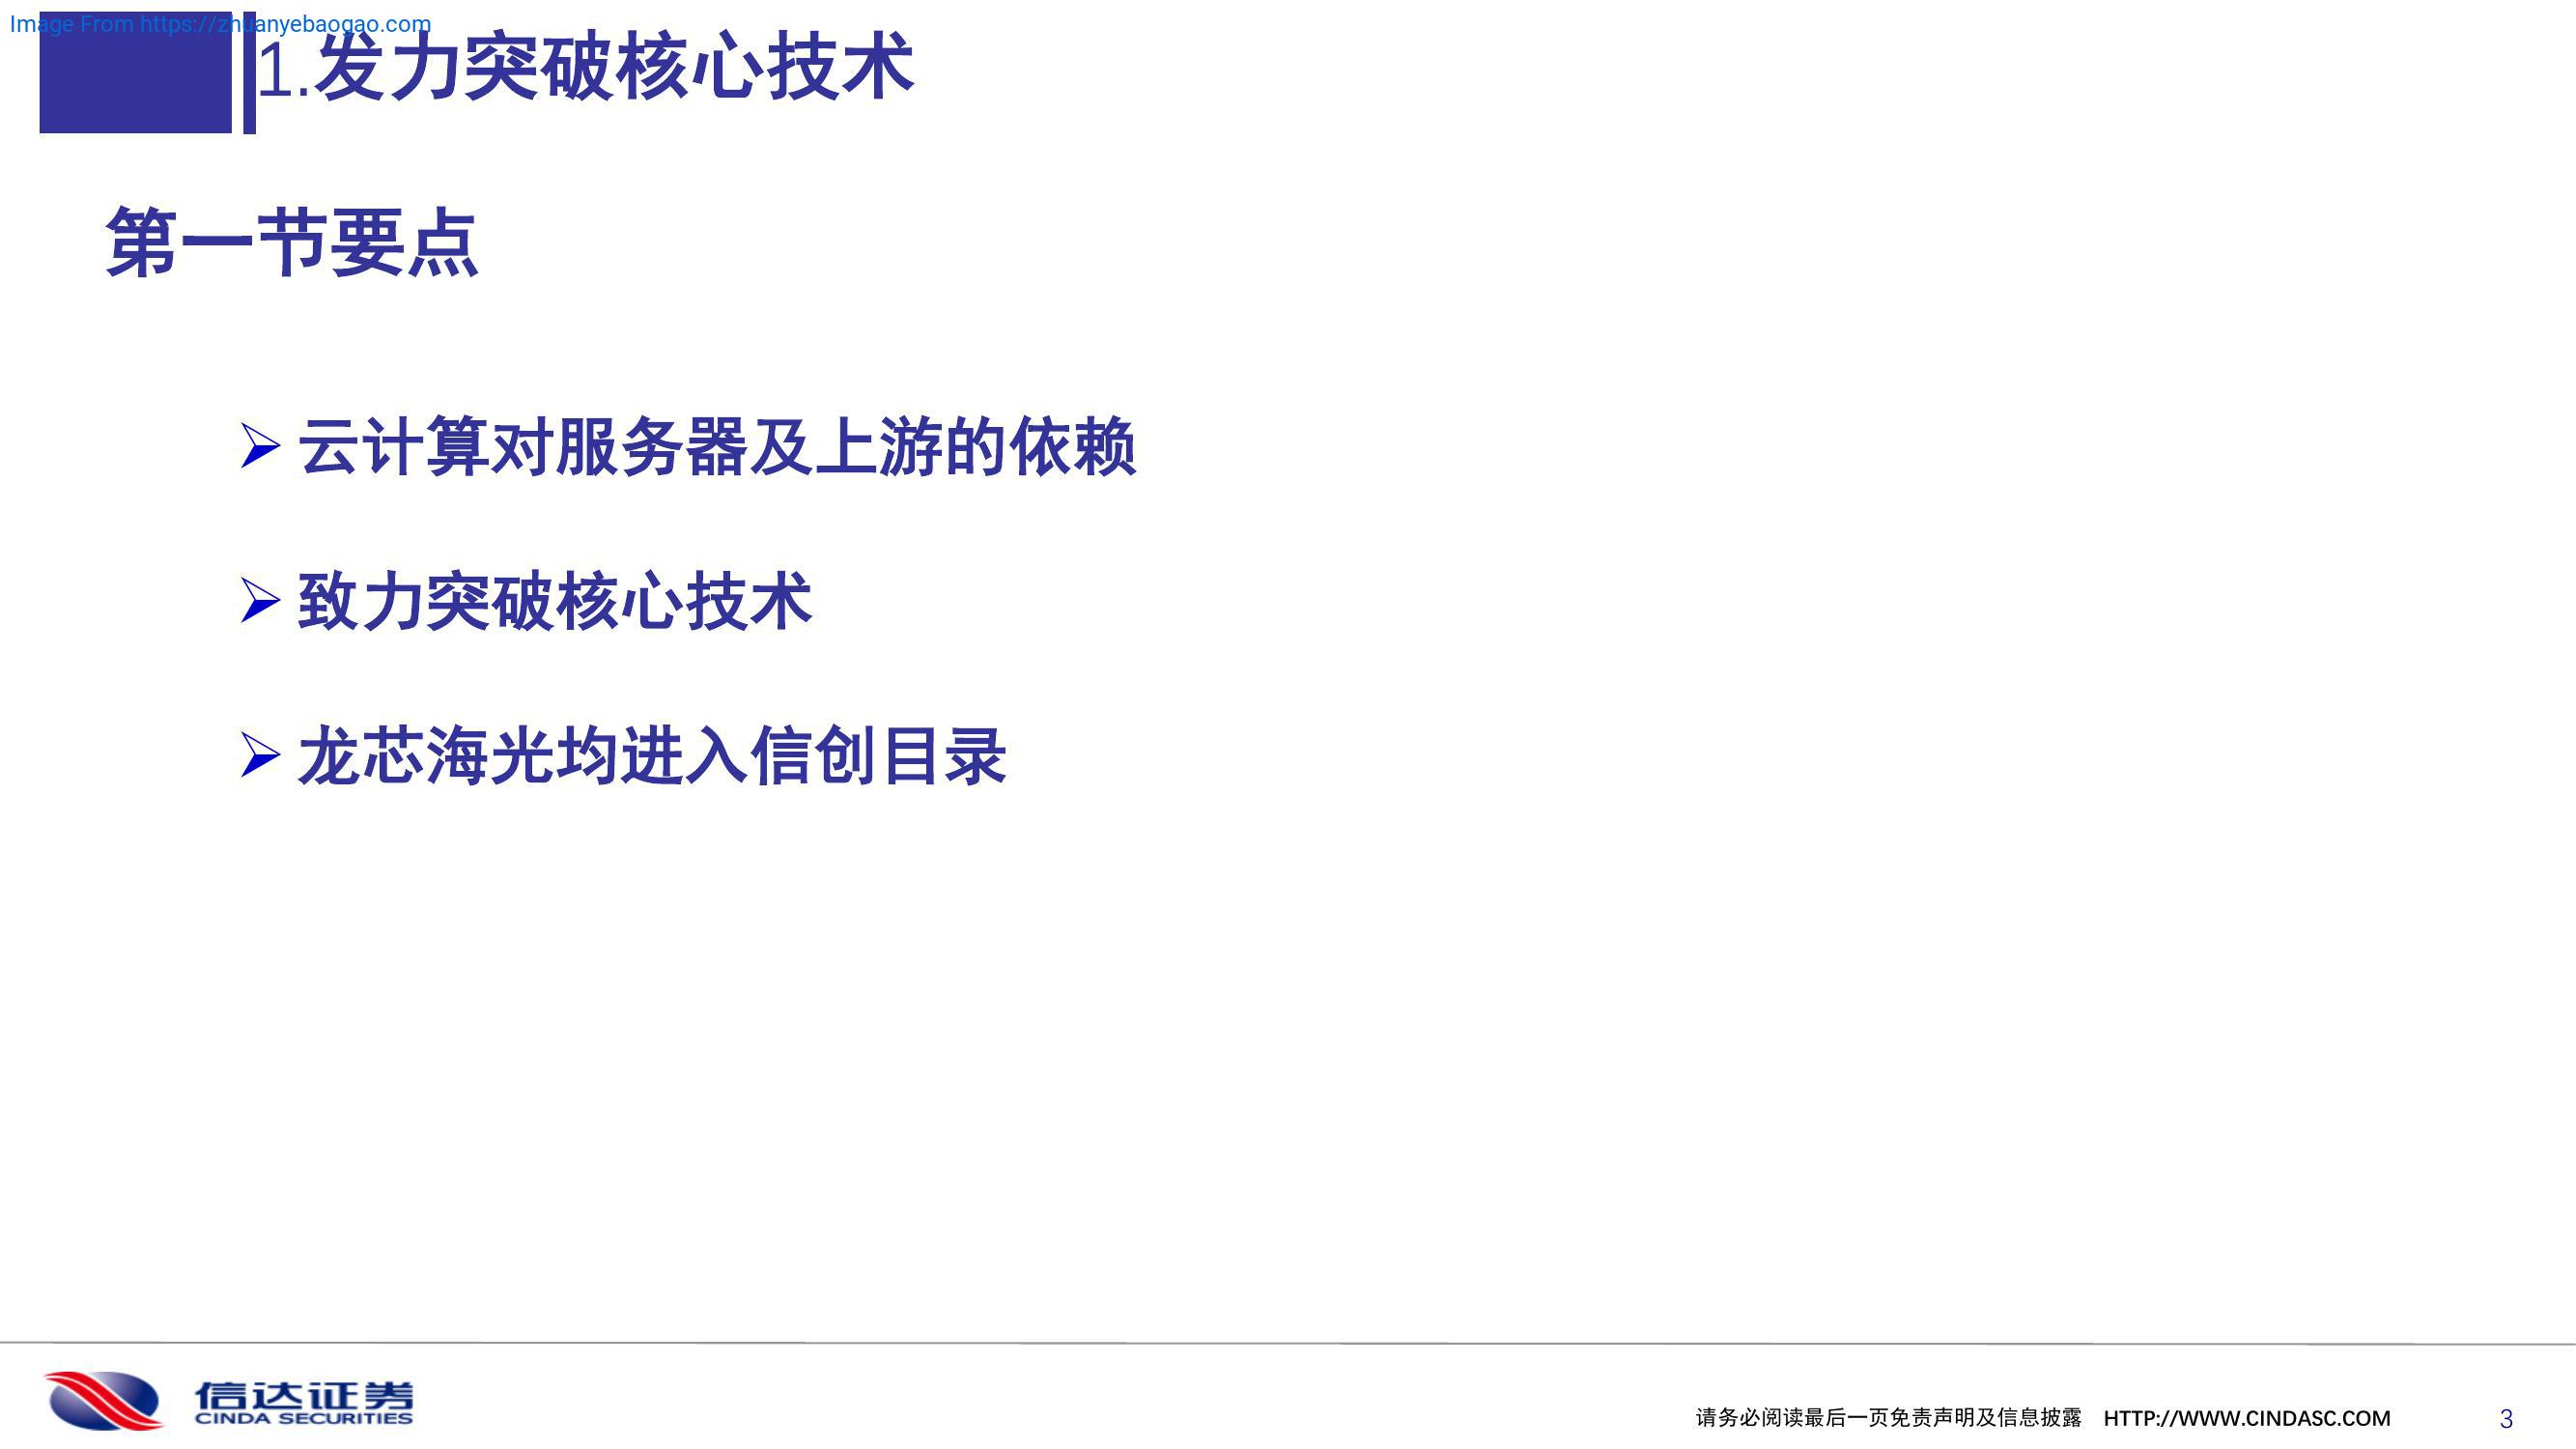 Image From https://zhuanyebaogao.com
1.发力突破核心技术
第一节要点
云计算对服务器及上游的依赖
致力突破核心技术
龙芯海光均进入信创目录
信达证券
CINDA SECURITIES
请务必阅读最后一页免责声明及信息披露 HTTP://WWW.CINDASC.COM 3